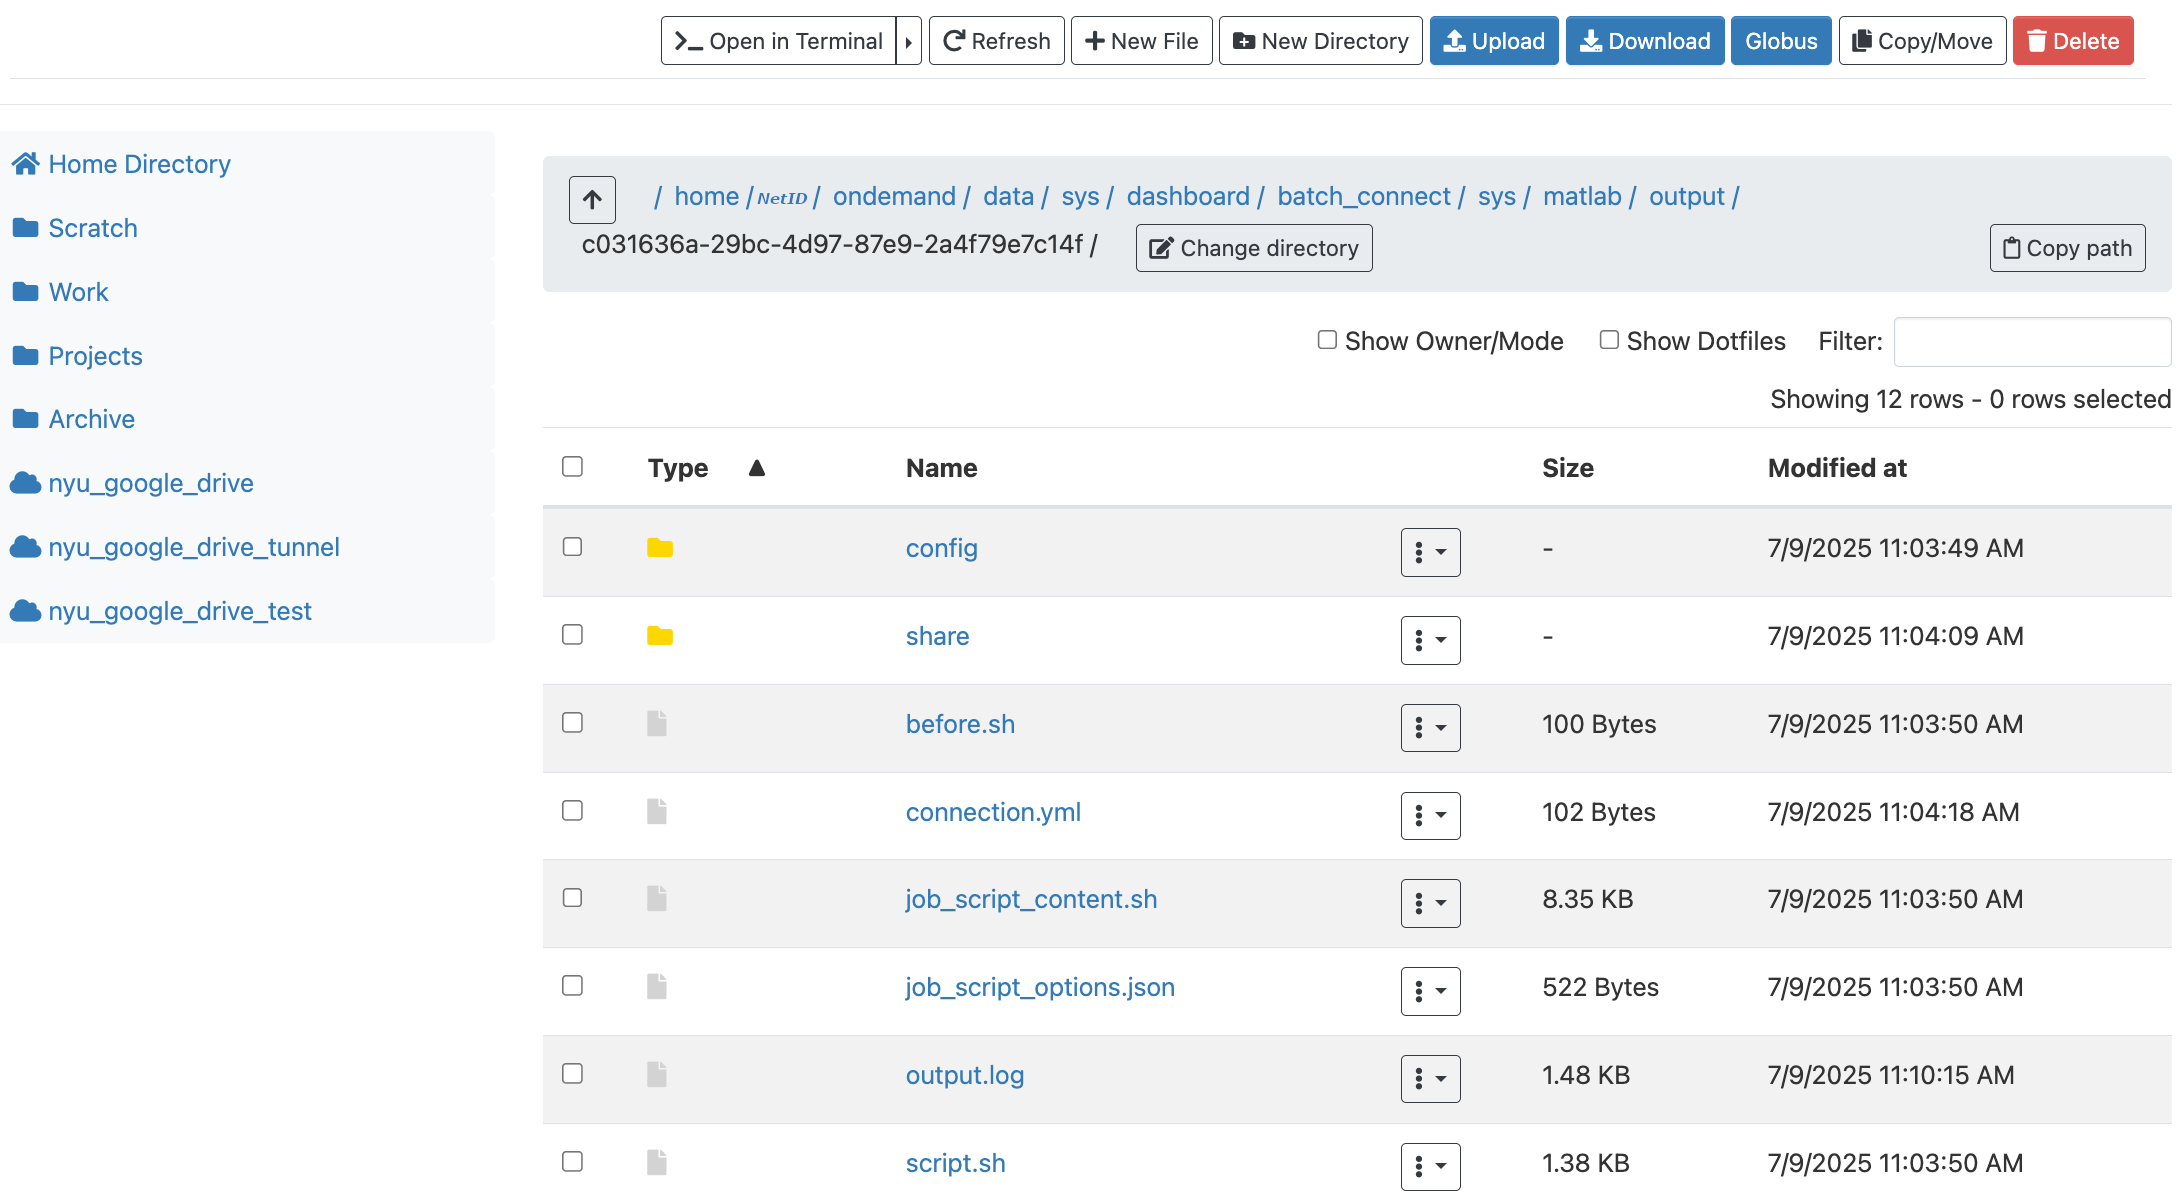 Open in Terminal Refresh New File New Directory Upload Download Globus Copy/Move Delete
Home Directory
Scratch
Work
Projects
Archive
nyu_google_drive
nyu_google_drive_tunnel
nyu_google_drive_test
/ home / NetID / ondemand / data / sys / dashboard / batch_connect / sys / matlab / output /
c031636a-29bc-4d97-87e9-2a4f79e7c14f / Change directory Copy path
Show Owner/Mode Show Dotfiles Filter:
Showing 12 rows - 0 rows selected
Type Name Size Modified at
config - 7/9/2025 11:03:49 AM
share - 7/9/2025 11:04:09 AM
before.sh 100 Bytes 7/9/2025 11:03:50 AM
connection.yml 102 Bytes 7/9/2025 11:04:18 AM
job_script_content.sh 8.35 KB 7/9/2025 11:03:50 AM
job_script_options.json 522 Bytes 7/9/2025 11:03:50 AM
output.log 1.48 KB 7/9/2025 11:10:15 AM
script.sh 1.38 KB 7/9/2025 11:03:50 AM